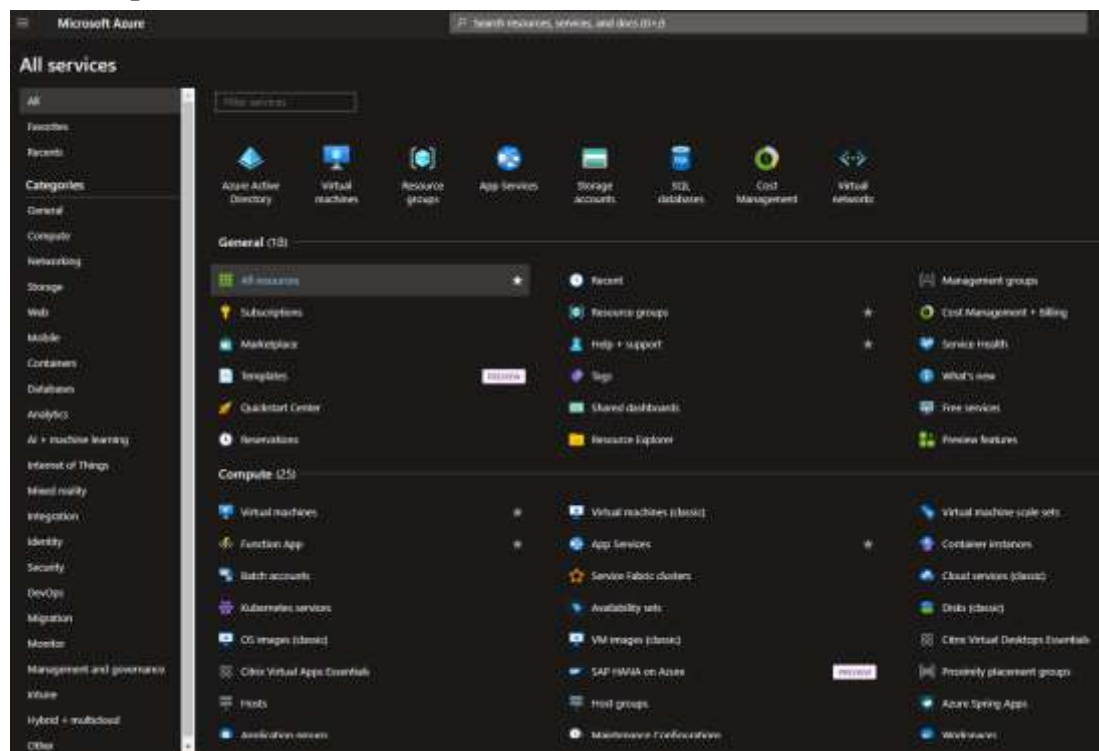 Microsoft Azure
Search resources, services, and docs (G+/)
All services
All
Favorites
Recents
Categories
General
Compute
Networking
Storage
Web
Mobile
Containers
Databases
Analytics
AI + machine learning
Internet of Things
Mixed reality
Integration
Identity
Security
DevOps
Migration
Monitor
Management and governance
Intune
Hybrid + multicloud
Other
Filter services
Azure Active Directory
Virtual machines
Resource groups
App Services
Storage accounts
SQL databases
Cost Management
Virtual networks
General (18)
All resources
Recent
Management groups
Subscriptions
Resource groups
Cost Management + Billing
Marketplace
Help + support
Service Health
Templates
PREVIEW
Tags
What's new
Quickstart Center
Shared dashboards
Free services
Reservations
Resource Explorer
Preview features
Compute (25)
Virtual machines
Virtual machines (classic)
Virtual machine scale sets
Function App
App Services
Container instances
Batch accounts
Service Fabric clusters
Cloud services (classic)
Kubernetes services
Availability sets
Disks (classic)
OS images (classic)
VM images (classic)
Citrix Virtual Desktops Essentials
Citrix Virtual Apps Essentials
SAP HANA on Azure
PREVIEW
Proximity placement groups
Hosts
Host groups
Azure Spring Apps
Application groups
Maintenance Configurations
Workspaces